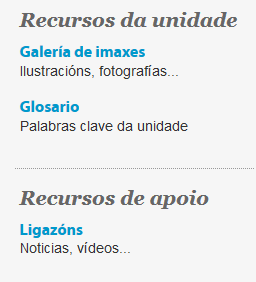 Recursos da unidade
Galería de imaxes
Ilustracións, fotografías...
Glosario
Palabras clave da unidade
Recursos de apoio
Ligazóns
Noticias, vídeos...